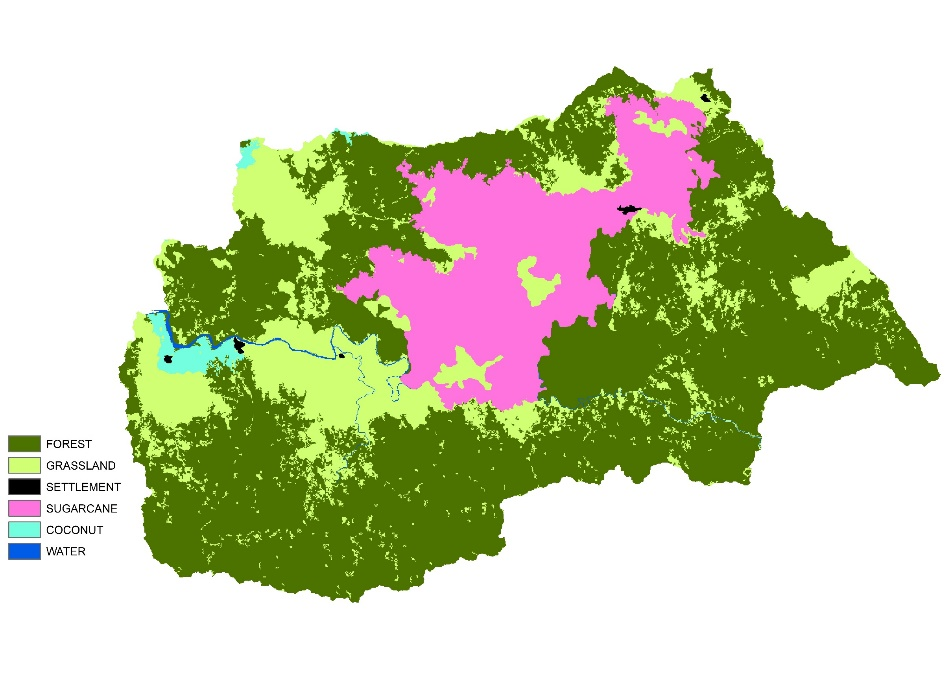 FOREST
GRASSLAND
SETTLEMENT
SUGARCANE
COCONUT
WATER